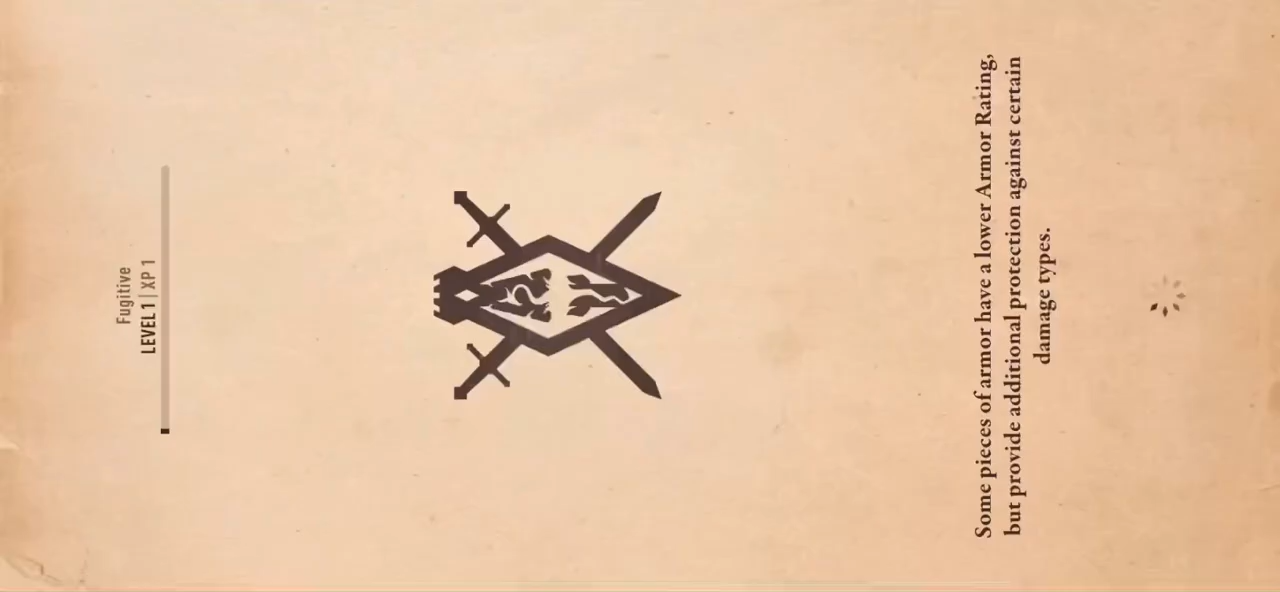 Fugitive
LEVEL 1 | XP 1
Some pieces of armor have a lower Armor Rating,
but provide additional protection against certain
damage types.